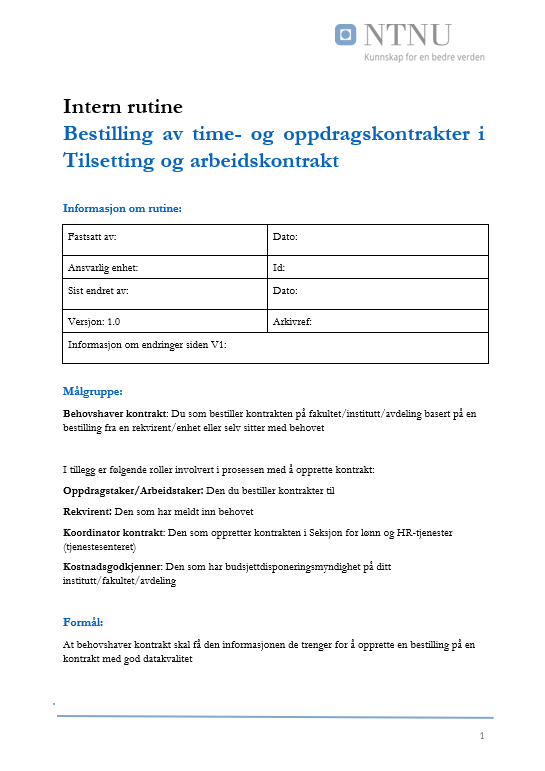 NTNU
Kunnskap for en bedre verden
Intern rutine
Bestilling av time- og oppdragskontrakter i
Tilsetting og arbeidskontrakt
Informasjon om rutine:
Fastsatt av: Dato:
Ansvarlig enhet: Id:
Sist endret av: Dato:
Versjon: 1.0 Arkivref:
Informasjon om endringer siden V1:
Målgruppe:
Behovshaver kontrakt: Du som bestiller kontrakten på fakultet/institutt/avdeling basert på en
bestilling fra en rekvirent/enhet eller selv sitter med behovet
I tillegg er følgende roller involvert i prosessen med å opprette kontrakt:
Oppdragstaker/Arbeidstaker: Den du bestiller kontrakter til
Rekvirent: Den som har meldt inn behovet
Koordinator kontrakt: Den som oppretter kontrakten i Seksjon for lønn og HR-tjenester
(tjenestesenteret)
Kostnadsgodkjenner: Den som har budsjettdisponeringsmyndighet på ditt
institutt/fakultet/avdeling
Formål:
At behovshaver kontrakt skal få den informasjonen de trenger for å opprette en bestilling på en
kontrakt med god datakvalitet
1